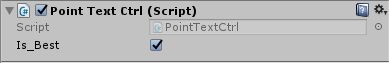 Point Text Ctrl (Script)
Script PointTextCtrl
Is_Best